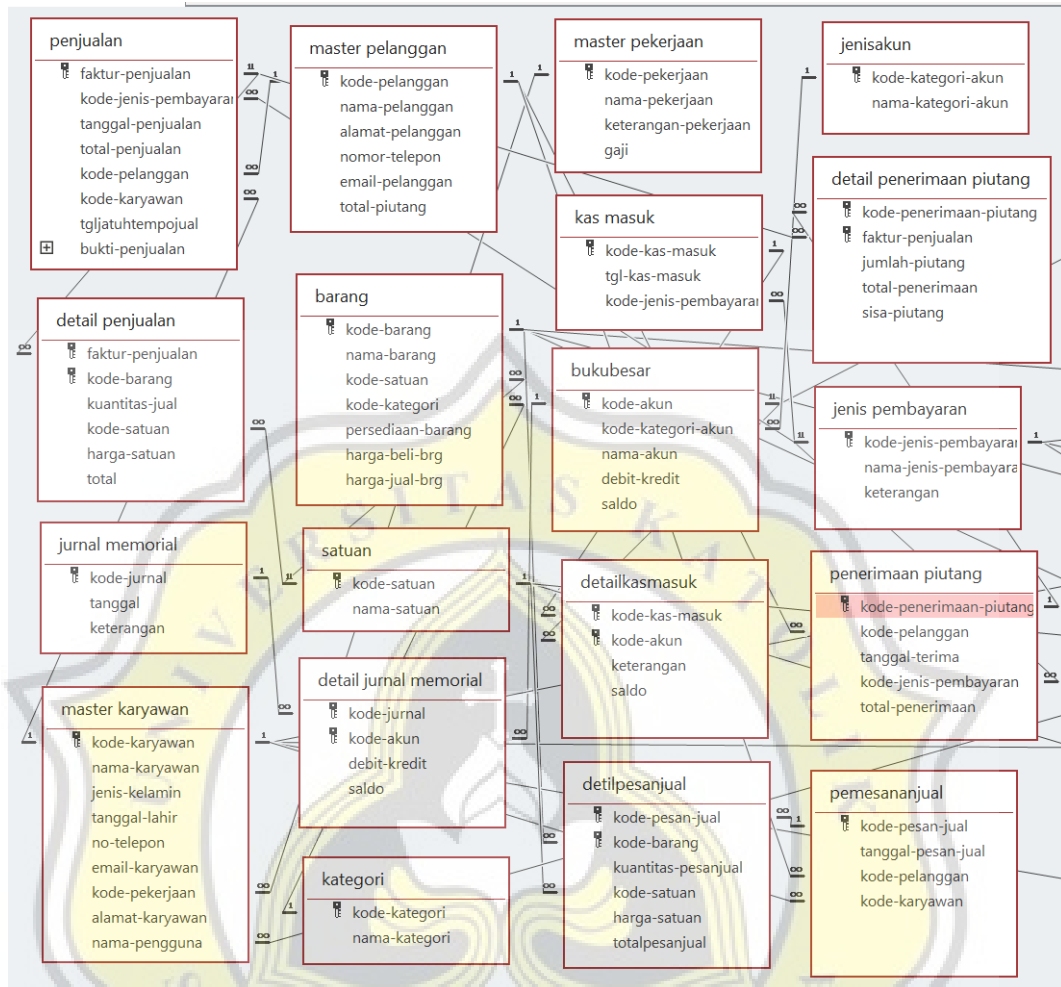 penjualan
faktur-penjualan
kode-jenis-pembayaran
tanggal-penjualan
total-penjualan
kode-pelanggan
kode-karyawan
tgljatuhtempojual
bukti-penjualan
master pelanggan
kode-pelanggan
nama-pelanggan
alamat-pelanggan
nomor-telepon
email-pelanggan
total-piutang
master pekerjaan
kode-pekerjaan
nama-pekerjaan
keterangan-pekerjaan
gaji
jenisakun
kode-kategori-akun
nama-kategori-akun
detail penerimaan piutang
kode-penerimaan-piutang
faktur-penjualan
jumlah-piutang
total-penerimaan
sisa-piutang
kas masuk
kode-kas-masuk
tgl-kas-masuk
kode-jenis-pembayaran
detail penjualan
faktur-penjualan
kode-barang
kuantitas-jual
kode-satuan
harga-satuan
total
barang
kode-barang
nama-barang
kode-satuan
kode-kategori
persediaan-barang
harga-beli-brg
harga-jual-brg
bukubesar
kode-akun
kode-kategori-akun
nama-akun
debit-kredit
saldo
jenis pembayaran
kode-jenis-pembayaran
nama-jenis-pembayara
keterangan
jurnal memorial
kode-jurnal
tanggal
keterangan
satuan
kode-satuan
nama-satuan
detailkasmasuk
kode-kas-masuk
kode-akun
keterangan
saldo
penerimaan piutang
kode-penerimaan-piutang
kode-pelanggan
tanggal-terima
kode-jenis-pembayaran
total-penerimaan
master karyawan
kode-karyawan
nama-karyawan
jenis-kelamin
tanggal-lahir
no-telepon
email-karyawan
kode-pekerjaan
alamat-karyawan
nama-pengguna
detail jurnal memorial
kode-jurnal
kode-akun
debit-kredit
saldo
kategori
kode-kategori
nama-kategori
detilpesanjual
kode-pesan-jual
kode-barang
kuantitas-pesanjual
kode-satuan
harga-satuan
totalpesanjual
pemesananjual
kode-pesan-jual
tanggal-pesan-jual
kode-pelanggan
kode-karyawan